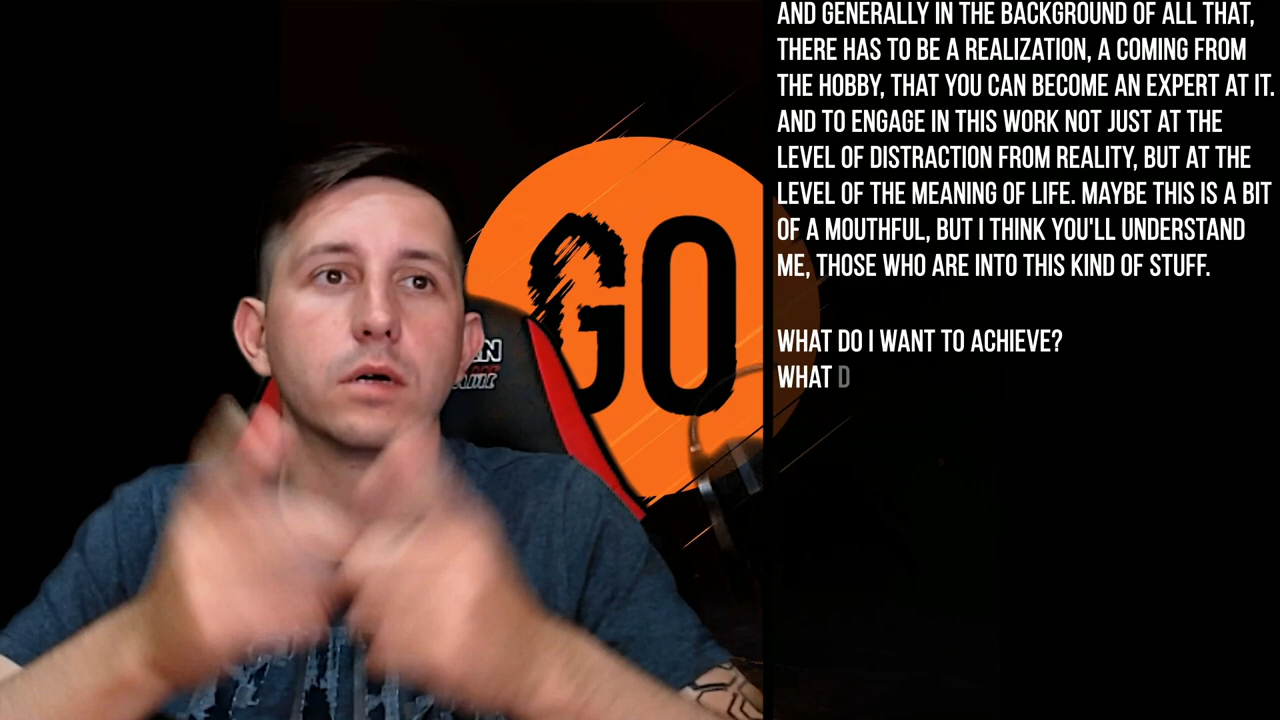 AND GENERALLY IN THE BACKGROUND OF ALL THAT,
THERE HAS TO BE A REALIZATION, A COMING FROM
THE HOBBY, THAT YOU CAN BECOME AN EXPERT AT IT.
AND TO ENGAGE IN THIS WORK NOT JUST AT THE
LEVEL OF DISTRACTION FROM REALITY, BUT AT THE
LEVEL OF THE MEANING OF LIFE. MAYBE THIS IS A BIT
OF A MOUTHFUL, BUT I THINK YOU'LL UNDERSTAND
ME, THOSE WHO ARE INTO THIS KIND OF STUFF.
WHAT DO I WANT TO ACHIEVE?
WHAT D
GO